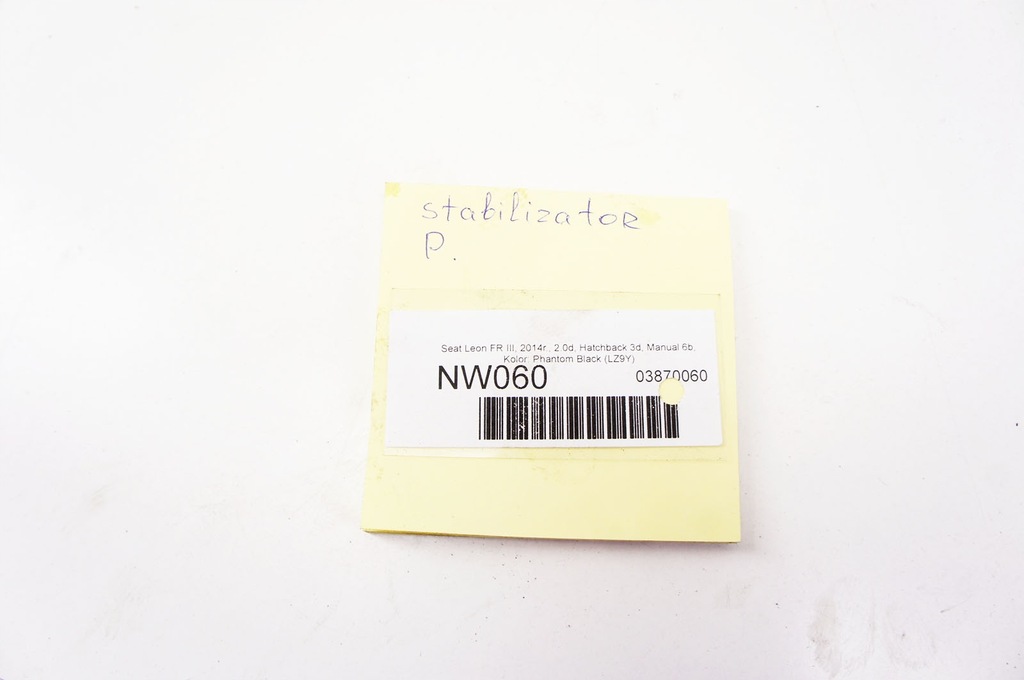 stabilizatoR
P.
Seat Leon FR III, 2014r., 2.0d, Hatchback 3d, Manual 6b,
Kolor: Phantom Black (LZ9Y)
NW060 03870060